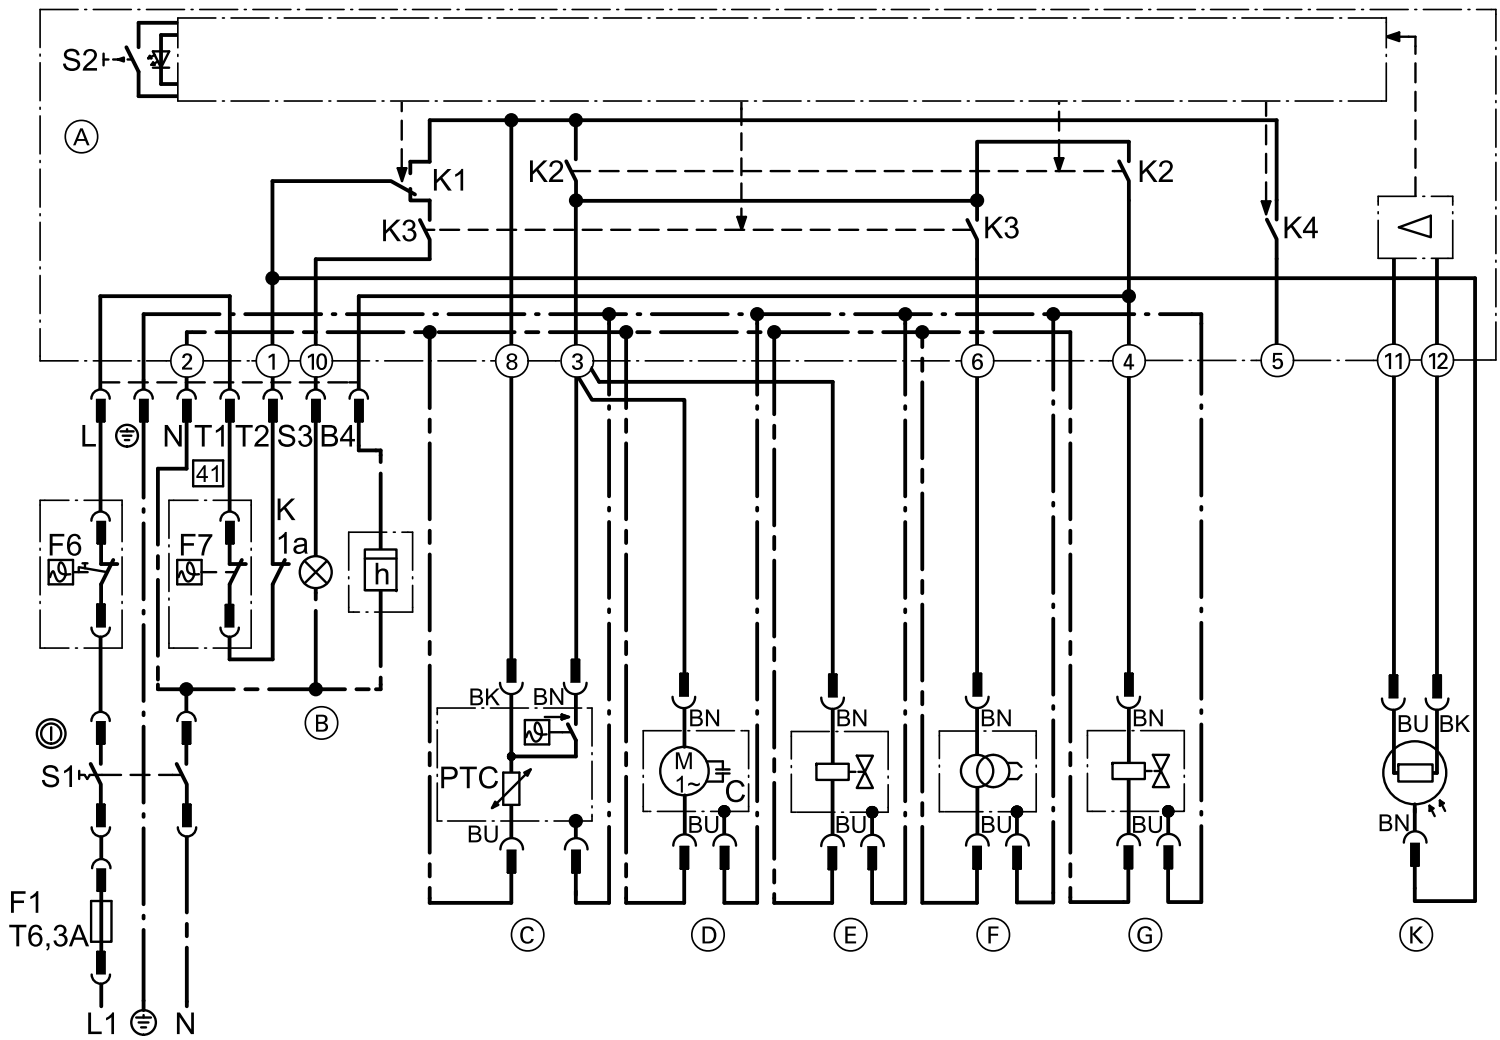 S2
A
K1
K2
K2
K3
K3
K4
2
1
10
8
3
6
4
5
11
12
L
N
T1
T2
S3
B4
41
F6
F7
K
1a
h
BK
BN
BN
BN
BN
BN
BU
BK
I
B
S1
PTC
M
1~
C
BU
BU
BU
BU
BU
BN
F1
T6,3A
C
D
E
F
G
K
L1
N